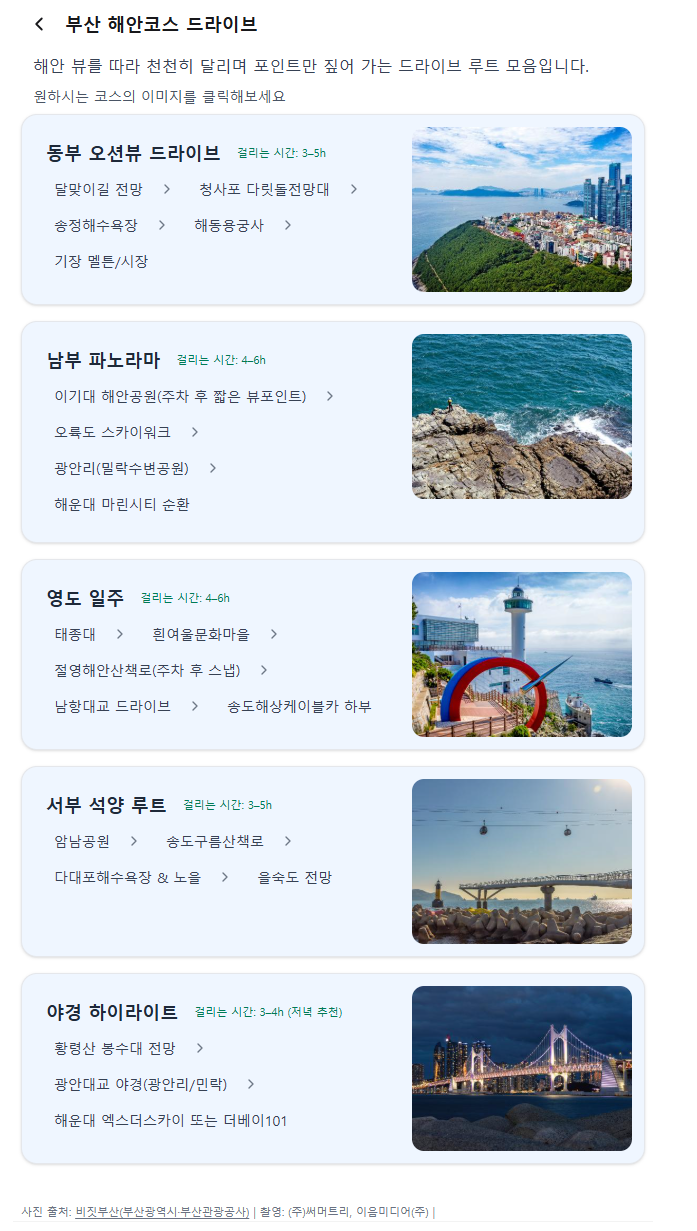 부산 해안코스 드라이브
해안 뷰를 따라 천천히 달리며 포인트만 짚어 가는 드라이브 루트 모음입니다.
원하시는 코스의 이미지를 클릭해보세요
동부 오션뷰 드라이브 걸리는 시간: 3–5h
달맞이길 전망 > 청사포 다릿돌전망대 >
송정해수욕장 > 해동용궁사 >
기장 멜튼/시장
남부 파노라마 걸리는 시간: 4–6h
이기대 해안공원(주차 후 짧은 뷰포인트) >
오륙도 스카이워크 >
광안리(밀락수변공원) >
해운대 마린시티 순환
영도 일주 걸리는 시간: 4–6h
태종대 > 흰여울문화마을 >
절영해안산책로(주차 후 스냅) >
남항대교 드라이브 > 송도해상케이블카 하부
서부 석양 루트 걸리는 시간: 3–5h
암남공원 > 송도구름산책로 >
다대포해수욕장 & 노을 > 을숙도 전망
야경 하이라이트 걸리는 시간: 3–4h (저녁 추천)
황령산 봉수대 전망 >
광안대교 야경(광안리/민락) >
해운대 엑스더스카이 또는 더베이101
사진 출처: 비짓부산(부산광역시·부산관광공사) | 촬영: (주)써머트리, 이음미디어(주) |